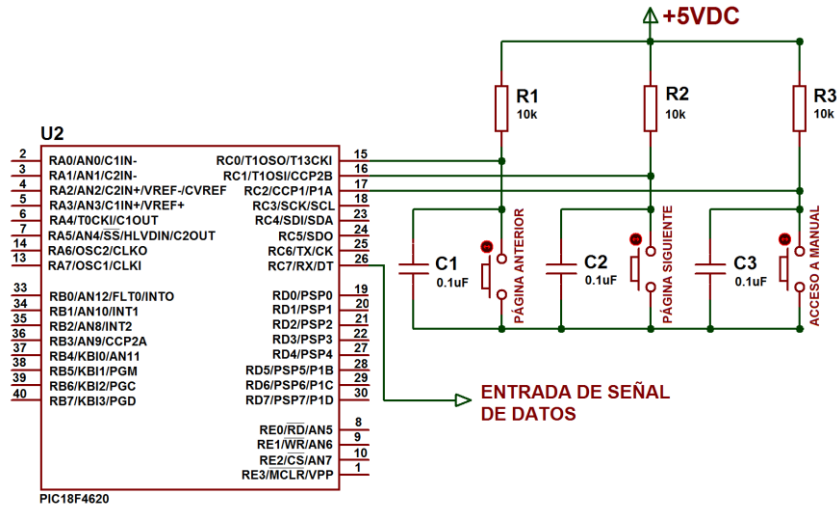 +5VDC
R1
10k
R2
10k
R3
10k
U2
2 RA0/AN0/C1IN- RC0/T1OSO/T13CKI 15
3 RA1/AN1/C2IN- RC1/T1OSI/CCP2B 16
4 RA2/AN2/C2IN+/VREF-/CVREF RC2/CCP1/P1A 17
5 RA3/AN3/C1IN+/VREF+ RC3/SCK/SCL 18
6 RA4/T0CKI/C1OUT RC4/SDI/SDA 23
7 RA5/AN4/SS/HLVDIN/C2OUT RC5/SDO 24
14 RA6/OSC2/CLKO RC6/TX/CK 25
13 RA7/OSC1/CLKI RC7/RX/DT 26
33 RB0/AN12/FLT0/INTO RD0/PSP0 19
34 RB1/AN10/INT1 RD1/PSP1 20
35 RB2/AN8/INT2 RD2/PSP2 21
36 RB3/AN9/CCP2A RD3/PSP3 22
37 RB4/KBI0/AN11 RD4/PSP4 27
38 RB5/KBI1/PGM RD5/PSP5/P1B 28
39 RB6/KBI2/PGC RD6/PSP6/P1C 29
40 RB7/KBI3/PGD RD7/PSP7/P1D 30
RE0/RD/AN5 8
RE1/WR/AN6 9
RE2/CS/AN7 10
RE3/MCLR/VPP 1
PIC18F4620
C1
0.1uF
PÁGINA ANTERIOR
C2
0.1uF
PÁGINA SIGUIENTE
C3
0.1uF
ACCESO A MANUAL
ENTRADA DE SEÑAL
DE DATOS